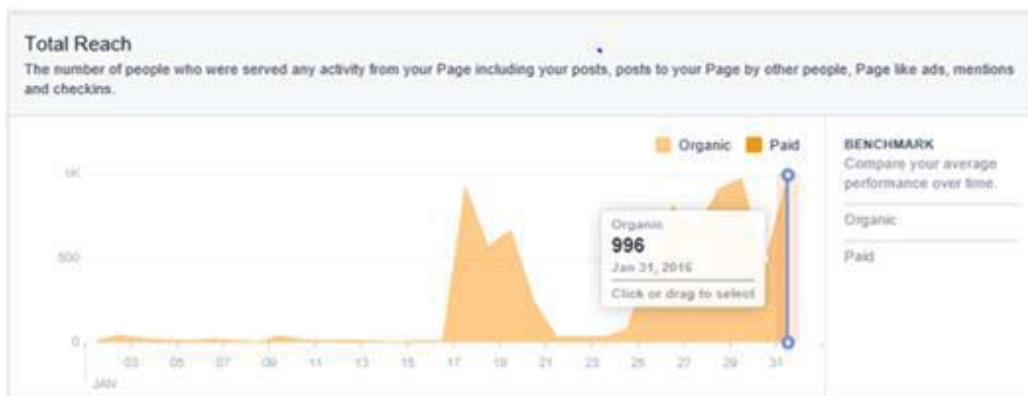 Total Reach
The number of people who were served any activity from your Page including your posts, posts to your Page by other people, Page like ads, mentions
and checkins.
Organic Paid
BENCHMARK
Compare your average
performance over time.
Organic
Paid
1K
500
0
Organic
996
Jan 31, 2016
Click or drag to select
03 05 07 09 11 13 15 17 19 21 23 25 27 29 31
JAN